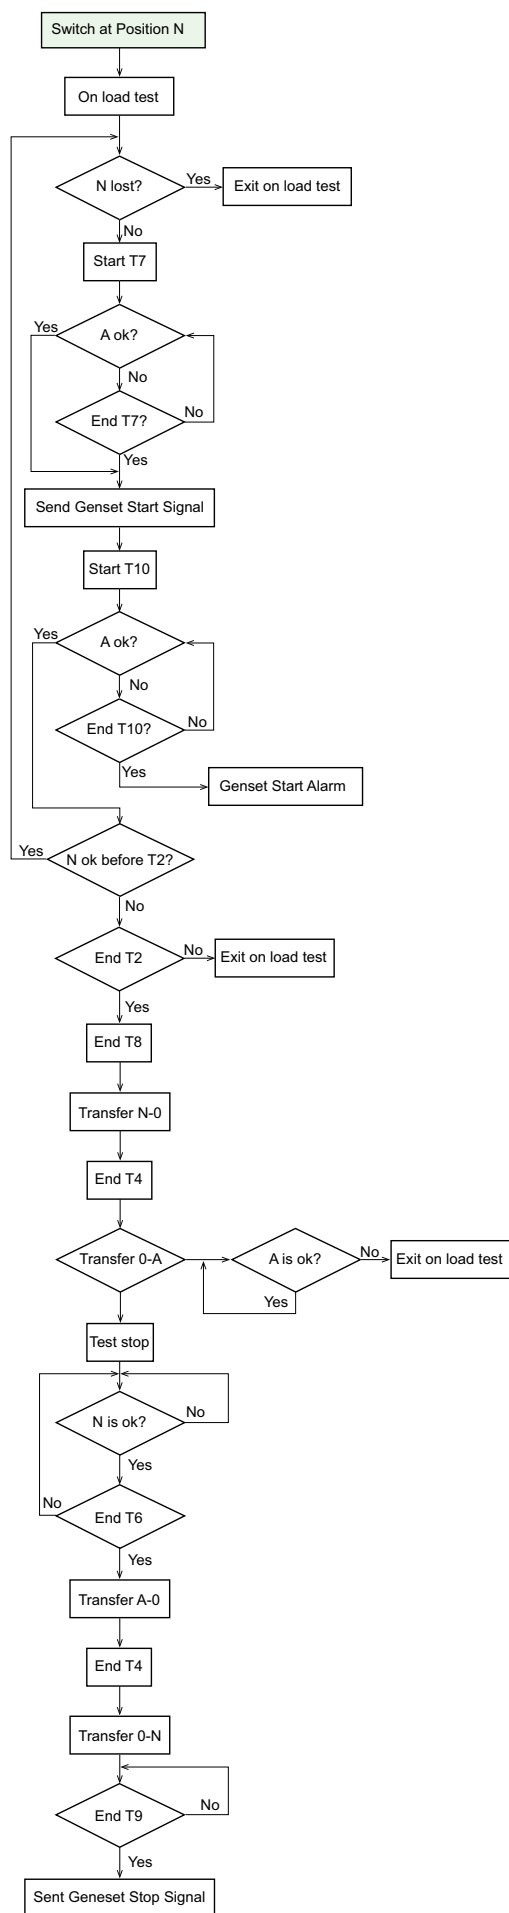 Switch at Position N
On load test
N lost?
Yes
Exit on load test
No
Start T7
Yes
A ok?
No
End T7?
No
Yes
Send Genset Start Signal
Start T10
Yes
A ok?
No
End T10?
No
Yes
Genset Start Alarm
Yes
N ok before T2?
No
End T2
No
Exit on load test
Yes
End T8
Transfer N-0
End T4
Transfer 0-A
A is ok?
No
Exit on load test
Yes
Test stop
N is ok?
No
Yes
No
End T6
Yes
Transfer A-0
End T4
Transfer 0-N
End T9
No
Yes
Sent Geneset Stop Signal